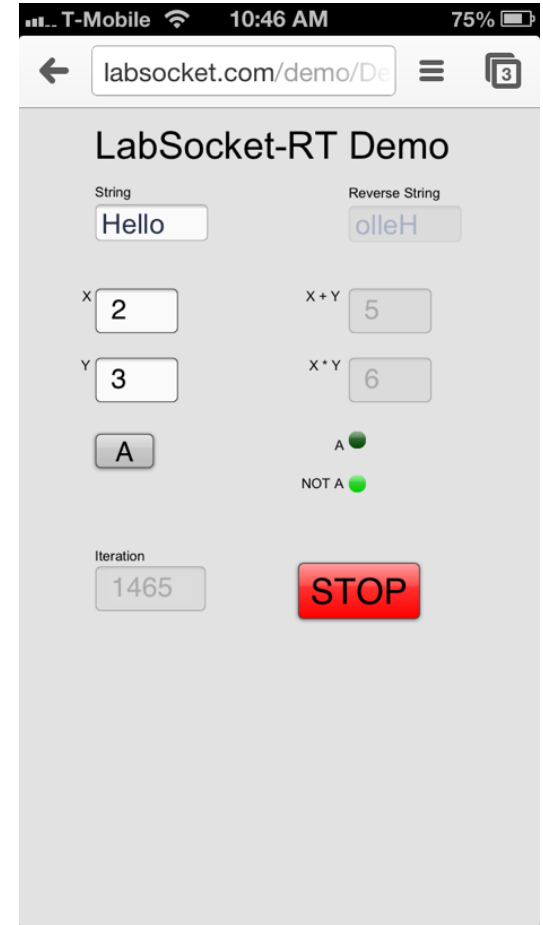 T-Mobile 10:46 AM 75%
labsocket.com/demo/De 3
LabSocket-RT Demo
String Reverse String
Hello olleH
X 2 X + Y 5
Y 3 X * Y 6
A A
NOT A
Iteration
1465 STOP